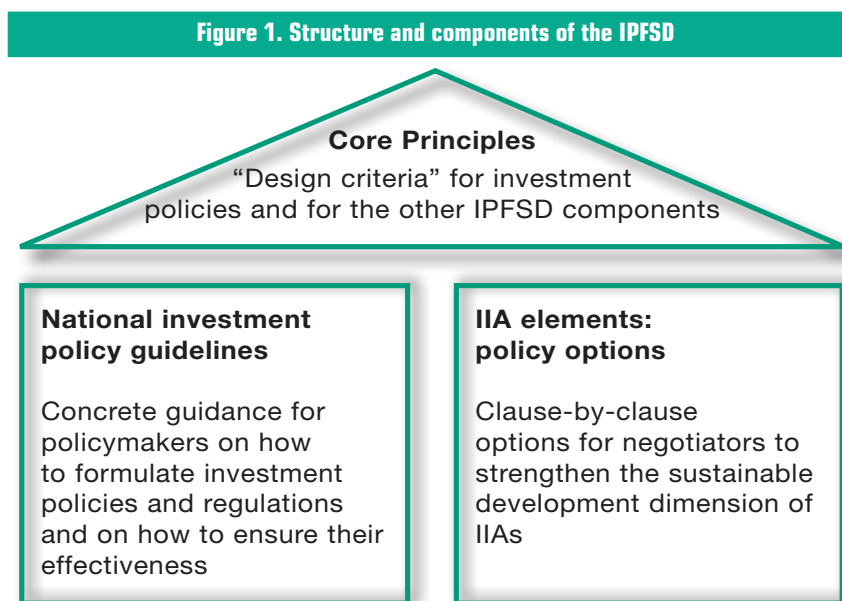 Figure 1. Structure and components of the IPFSD
Core Principles
“Design criteria” for investment
policies and for the other IPFSD components
National investment
policy guidelines
Concrete guidance for
policymakers on how
to formulate investment
policies and regulations
and on how to ensure their
effectiveness
IIA elements:
policy options
Clause-by-clause
options for negotiators to
strengthen the sustainable
development dimension of
IIAs